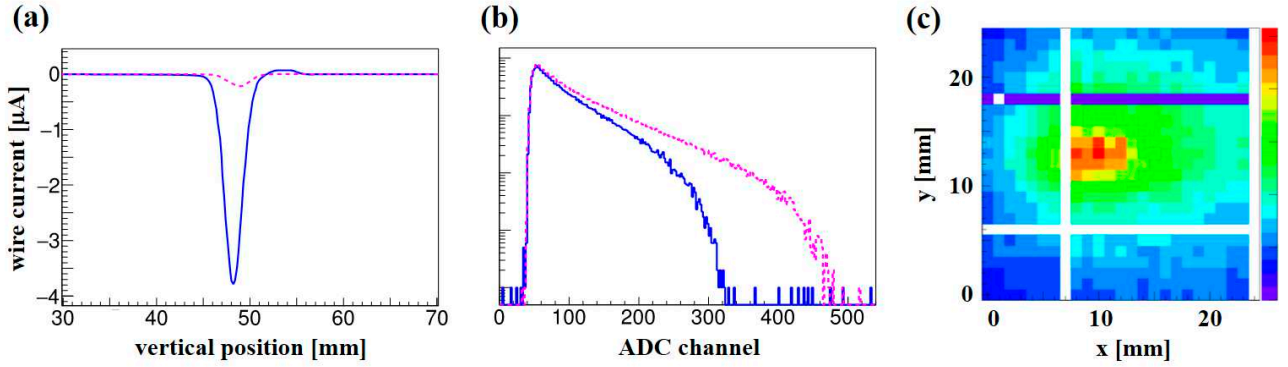 (a)
wire current [μA]
0
−1
−2
−3
−4
30 40 50 60 70
vertical position [mm]
(b)
0 100 200 300 400 500
ADC channel
(c)
y [mm]
20
10
0
0 10 20
x [mm]